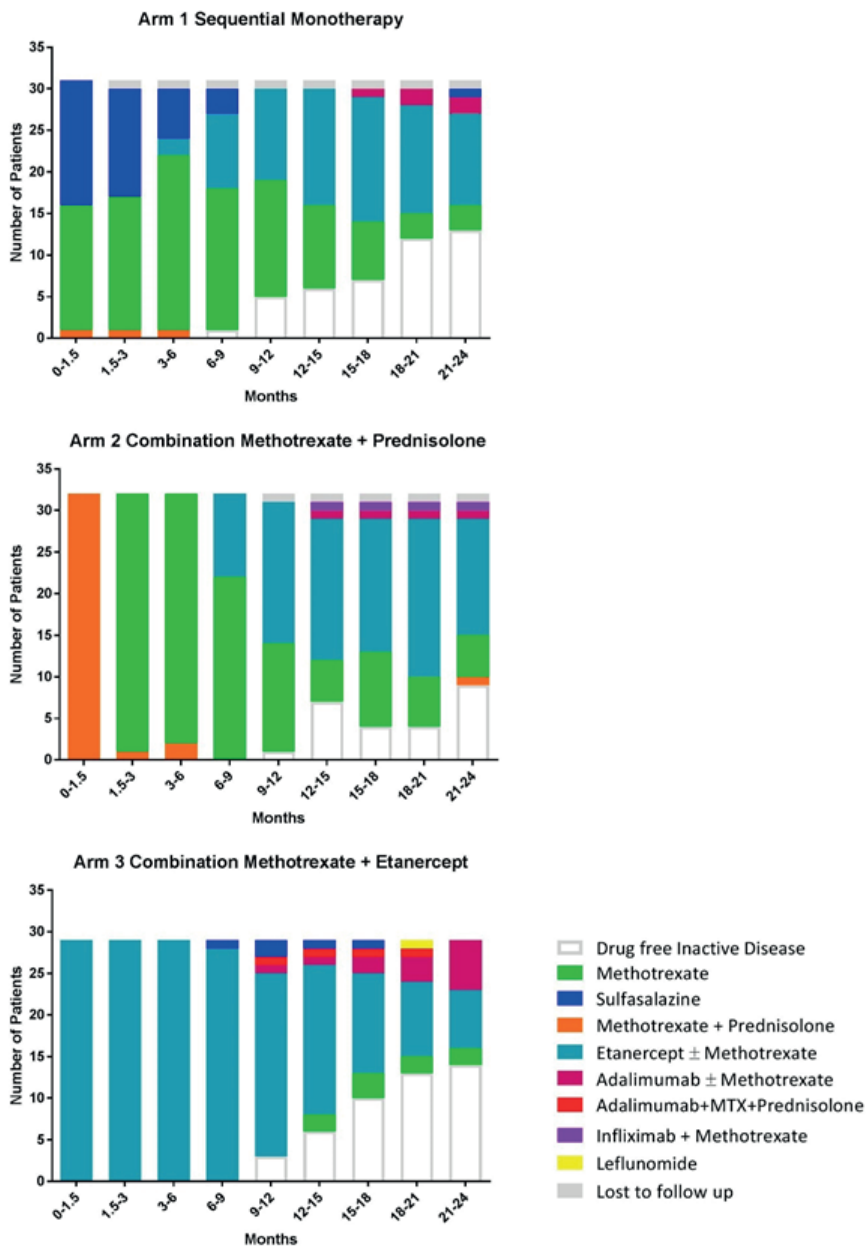 Arm 1 Sequential Monotherapy
35
30
25
20
15
10
5
0
Number of Patients
0-1.5
1.5-3
3-6
6-9
9-12
12-15
15-18
18-21
21-24
Months
Arm 2 Combination Methotrexate + Prednisolone
35
30
25
20
15
10
5
0
Number of Patients
0-1.5
1.5-3
3-6
6-9
9-12
12-15
15-18
18-21
21-24
Months
Arm 3 Combination Methotrexate + Etanercept
35
30
25
20
15
10
5
0
Number of Patients
0-1.5
1.5-3
3-6
6-9
9-12
12-15
15-18
18-21
21-24
Months
Drug free Inactive Disease
Methotrexate
Sulfasalazine
Methotrexate + Prednisolone
Etanercept ± Methotrexate
Adalimumab ± Methotrexate
Adalimumab+MTX+Prednisolone
Infliximab + Methotrexate
Leflunomide
Lost to follow up